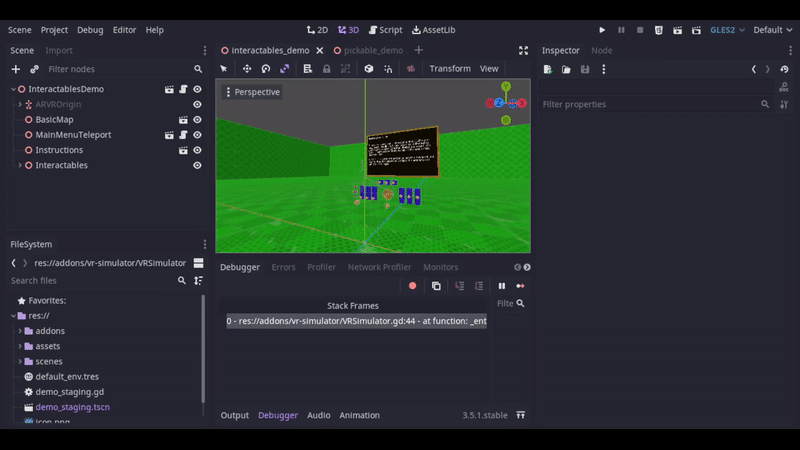 Scene Project Debug Editor Help
2D 3D Script AssetLib
GLES2 Default
Scene Import
interactables_demo pickable_demo
Inspector Node
Filter nodes
Transform View
InteractablesDemo
ARVROrigin
BasicMap
MainMenuTeleport
Instructions
Interactables
Perspective
Y
Z X
Filter properties
DOC
FileSystem
res://addons/vr-simulator/VRSimulator
Search files
Favorites:
res://
addons
assets
scenes
default_env.tres
demo_staging.gd
demo_staging.tscn
icon.png
Debugger Errors Profiler Network Profiler Monitors
Stack Frames
Filte
0 - res://addons/vr-simulator/VRSimulator.gd:44 - at function: _ent
Output Debugger Audio Animation
3.5.1.stable